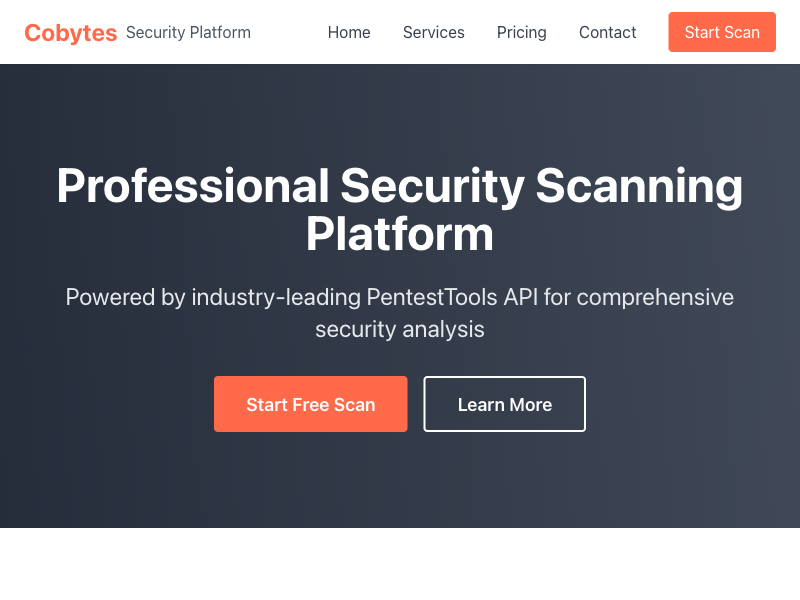 Cobytes Security Platform Home Services Pricing Contact Start Scan
Professional Security Scanning
Platform
Powered by industry-leading PentestTools API for comprehensive
security analysis
Start Free Scan Learn More